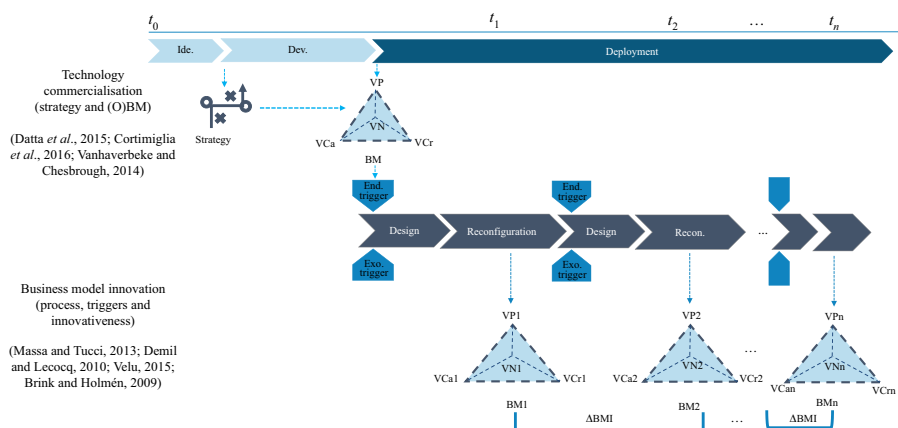 t0 t1 t2 … tn
Ide. Dev. Deployment
Technology
commercialisation
(strategy and (O)BM)
(Datta et al., 2015; Cortimiglia
et al., 2016; Vanhaverbeke and
Chesbrough, 2014)
Strategy
VP
VN
VCa VCr
BM
End.
trigger
End.
trigger
Design Reconfiguration Design Recon. ...
Exo.
trigger
Exo.
trigger
Business model innovation
(process, triggers and
innovativeness)
(Massa and Tucci, 2013; Demil
and Lecocq, 2010; Velu, 2015;
Brink and Holmén, 2009)
VP1 VP2 VPn
VN1 VN2 ... VNn
VCa1 VCr1 VCa2 VCr2 VCan VCrn
BM1 BM2 BMn
ΔBMI ... ΔBMI